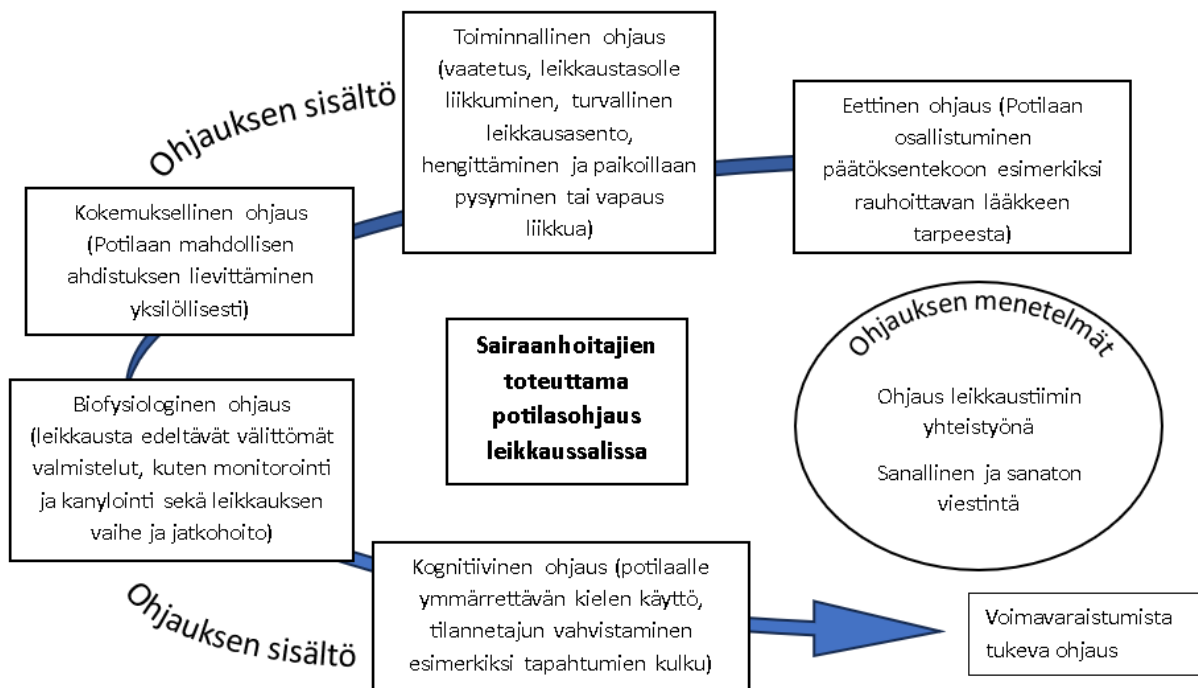 Ohjauksen sisältö
Toiminnallinen ohjaus
(vaatetus, leikkaustasolle
liikkuminen, turvallinen
leikkausasento,
hengittäminen ja paikoillaan
pysyminen tai vapaus
liikkua)
Eettinen ohjaus (Potilaan
osallistuminen
päätöksentekoon esimerkiksi
rauhoittavan lääkkeen
tarpeesta)
Kokemuksellinen ohjaus
(Potilaan mahdollisen
ahdistuksen lievittäminen
yksilöllisesti)
Sairaanhoitajien
toteuttama
potilasohjaus
leikkaussalissa
Ohjauksen menetelmät
Ohjaus leikkaustiimin
yhteistyönä
Sanallinen ja sanaton
viestintä
Biofysiologinen ohjaus
(leikkausta edeltävät välittömät
valmistelut, kuten monitorointi
ja kanylointi sekä leikkauksen
vaihe ja jatkohoito)
Ohjauksen sisältö
Kognitiivinen ohjaus (potilaalle
ymmärrettävän kielen käyttö,
tilannetajun vahvistaminen
esimerkiksi tapahtumien kulku)
Voimavaraistumista
tukeva ohjaus